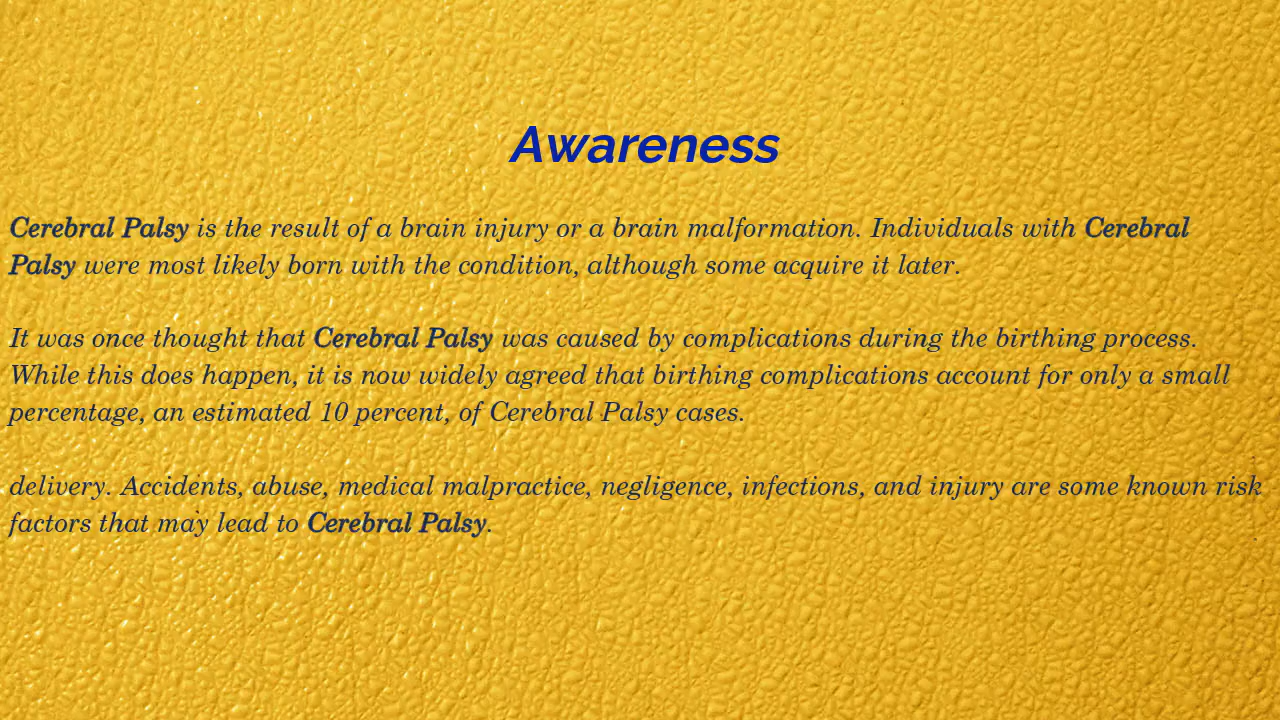 Awareness
Cerebral Palsy is the result of a brain injury or a brain malformation. Individuals with Cerebral
Palsy were most likely born with the condition, although some acquire it later.
It was once thought that Cerebral Palsy was caused by complications during the birthing process.
While this does happen, it is now widely agreed that birthing complications account for only a small
percentage, an estimated 10 percent, of Cerebral Palsy cases.
delivery. Accidents, abuse, medical malpractice, negligence, infections, and injury are some known risk
factors that may lead to Cerebral Palsy.